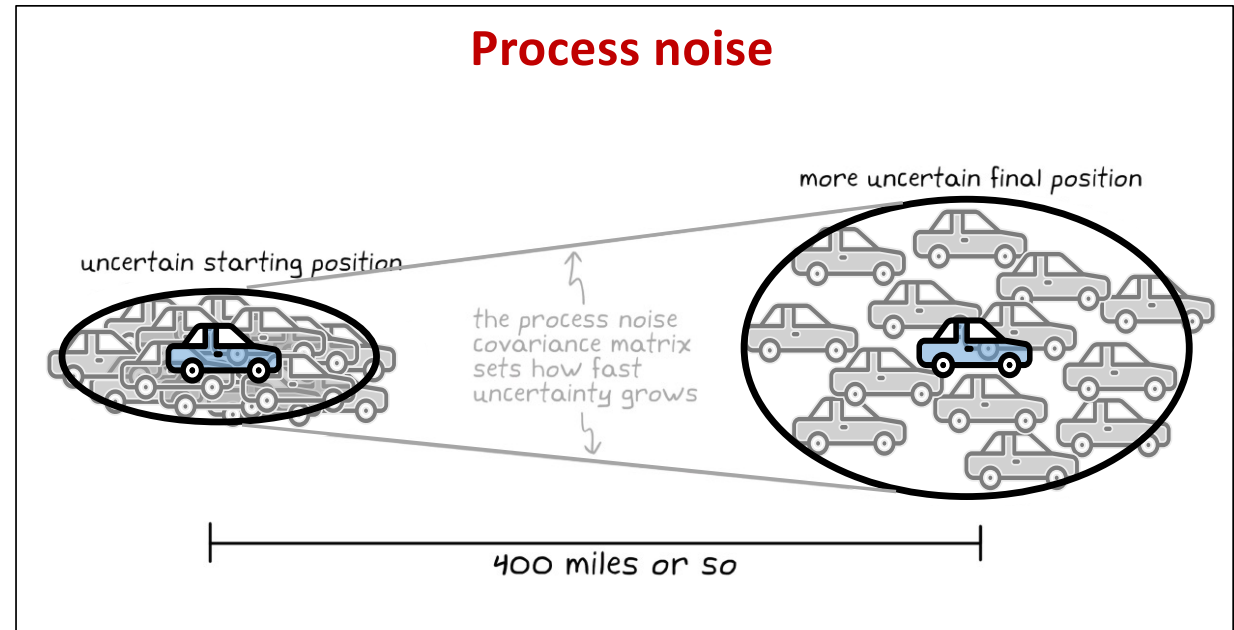 Process noise
more uncertain final position
uncertain starting position
the process noise
covariance matrix
sets how fast
uncertainty grows
400 miles or so